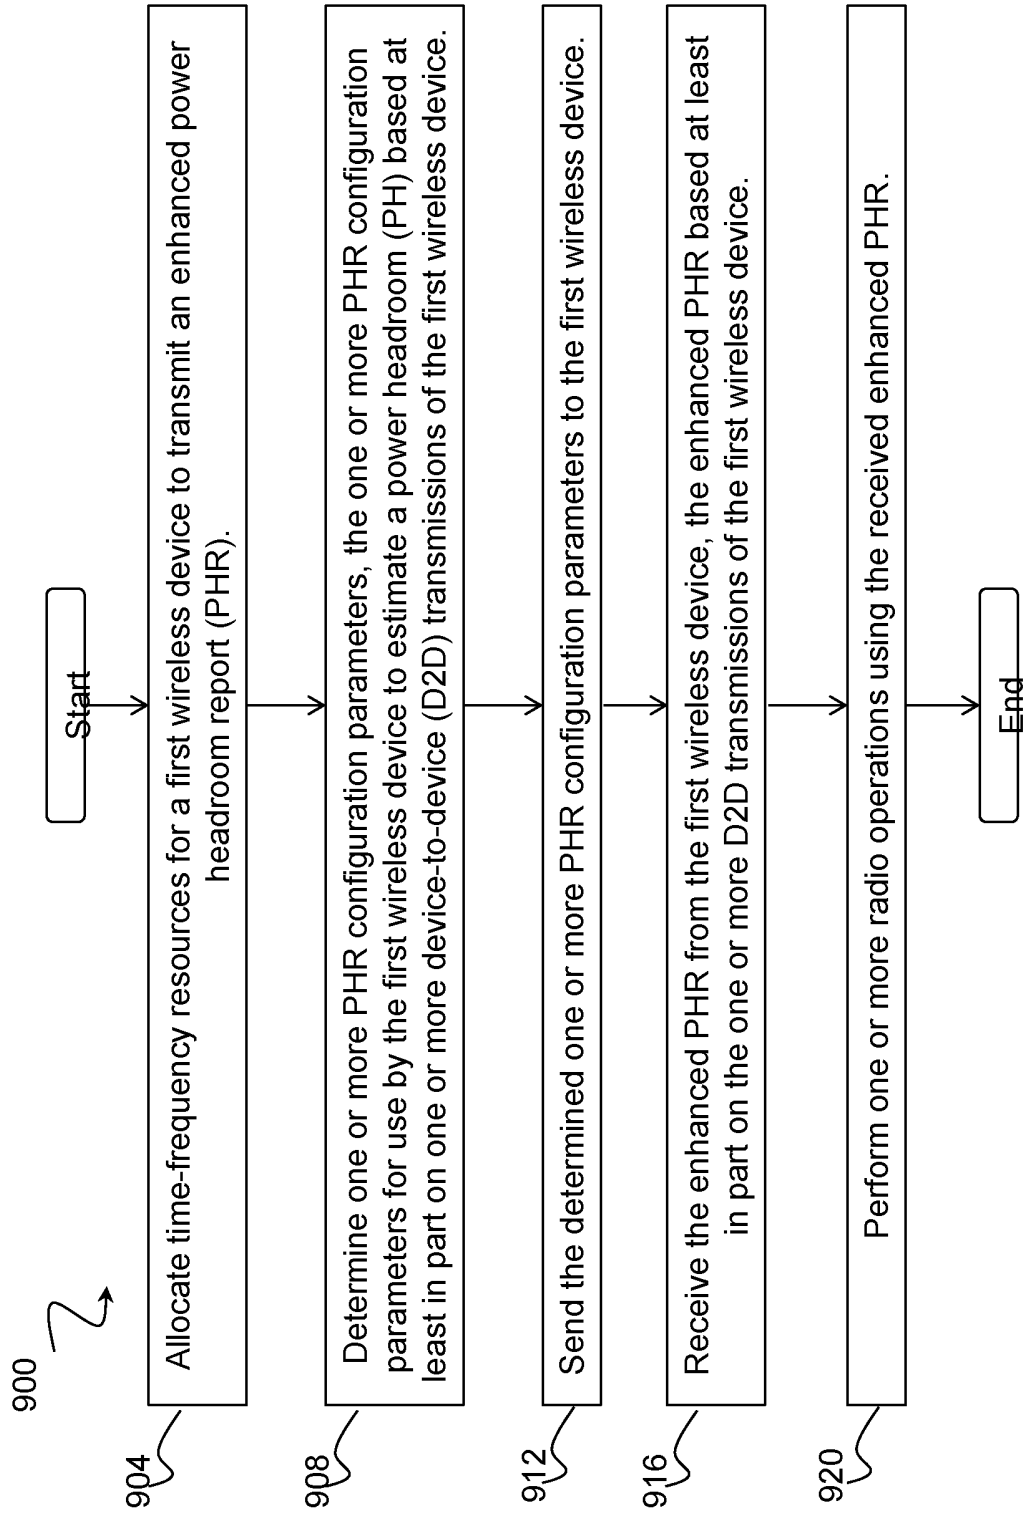 900
Start
904
Allocate time-frequency resources for a first wireless device to transmit an enhanced power
headroom report (PHR).
908
Determine one or more PHR configuration parameters, the one or more PHR configuration
parameters for use by the first wireless device to estimate a power headroom (PH) based at
least in part on one or more device-to-device (D2D) transmissions of the first wireless device.
912
Send the determined one or more PHR configuration parameters to the first wireless device.
916
Receive the enhanced PHR from the first wireless device, the enhanced PHR based at least
in part on the one or more D2D transmissions of the first wireless device.
920
Perform one or more radio operations using the received enhanced PHR.
End